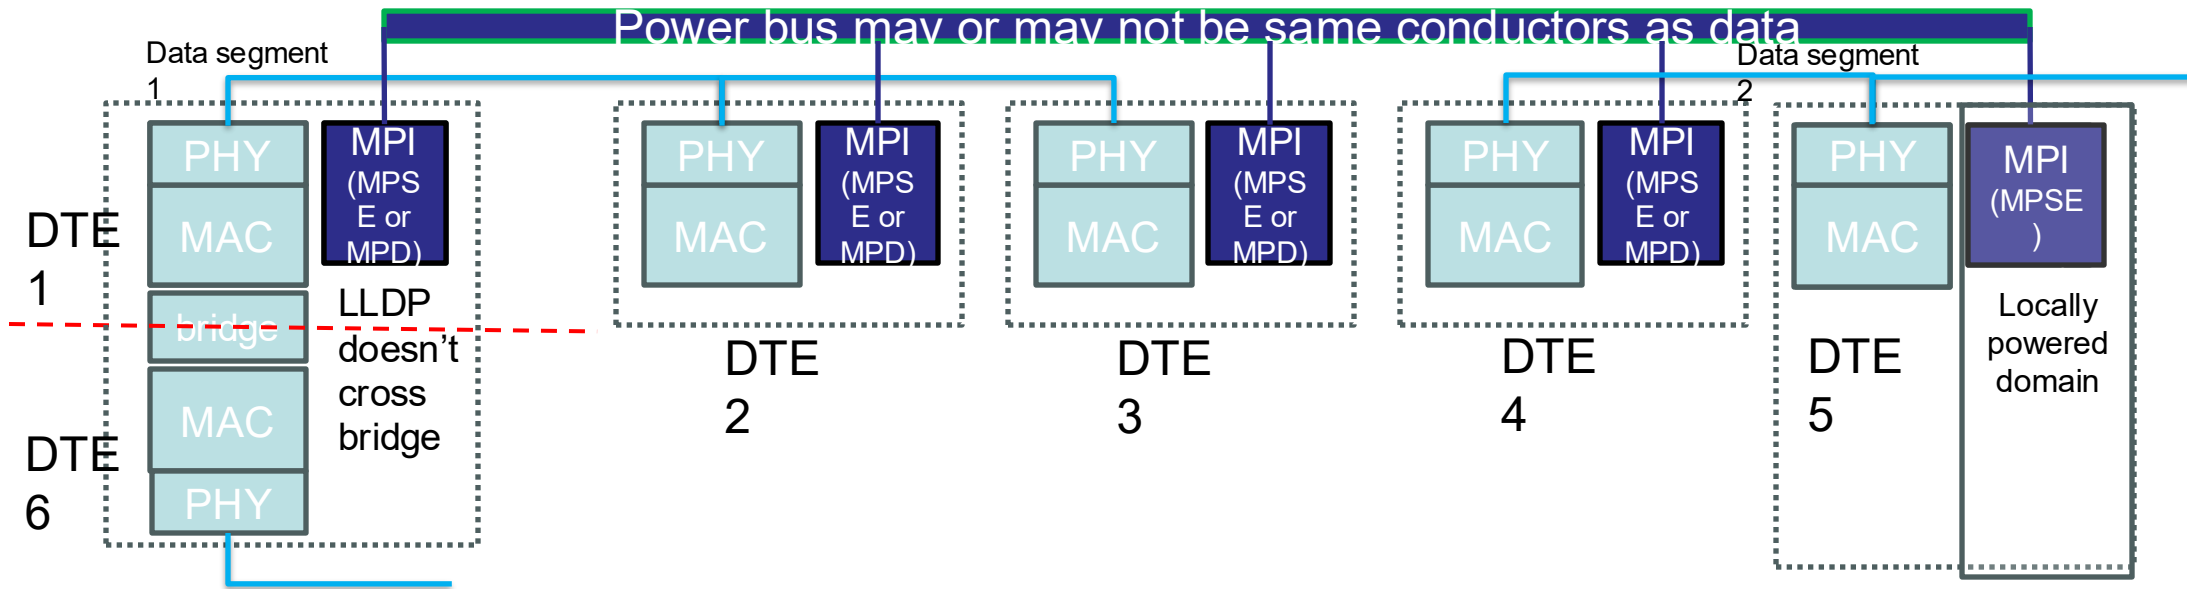 Power bus may or may not be same conductors as data
Data segment
1
Data segment
2
DTE
1
PHY
MAC
bridge
MAC
PHY
MPI
(MPS
E or
MPD)
LLDP
doesn't
cross
bridge
DTE
6
PHY
MAC
MPI
(MPS
E or
MPD)
DTE
2
PHY
MAC
MPI
(MPS
E or
MPD)
DTE
3
PHY
MAC
MPI
(MPS
E or
MPD)
DTE
4
PHY
MAC
MPI
(MPSE
)
DTE
5
Locally
powered
domain